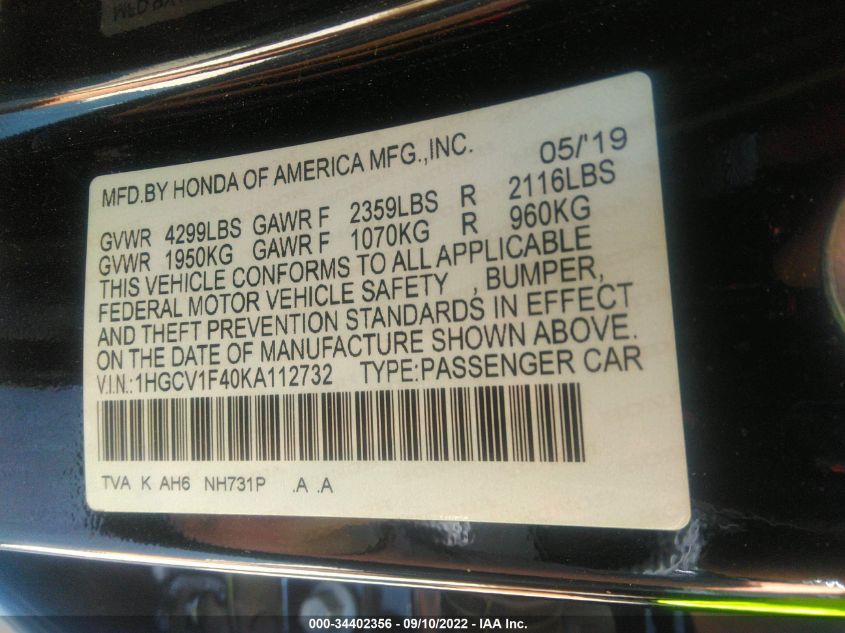 MFD.BY HONDA OF AMERICA MFG.,INC. 05/'19
GVWR 4299LBS GAWR F 2359LBS R 2116LBS
GVWR 1950KG GAWR F 1070KG R 960KG
THIS VEHICLE CONFORMS TO ALL APPLICABLE
FEDERAL MOTOR VEHICLE SAFETY , BUMPER,
AND THEFT PREVENTION STANDARDS IN EFFECT
ON THE DATE OF MANUFACTURE SHOWN ABOVE.
V.I.N.:1HGCV1F40KA112732 TYPE:PASSENGER CAR
TVA K AH6 NH731P .A .A
000-34402356 - 09/10/2022 - IAA Inc.